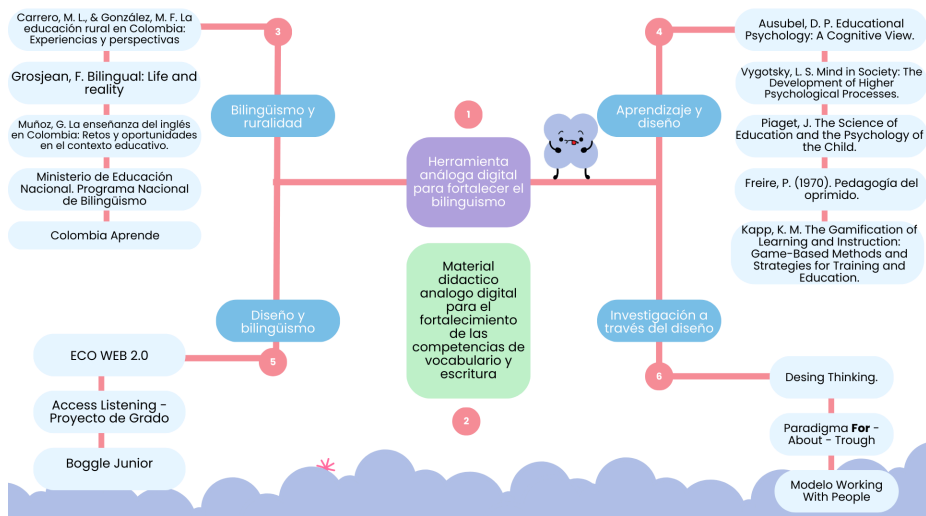 Carrero, M. L., & González, M. F. La
educación rural en Colombia:
Experiencias y perspectivas
Grosjean, F. Bilingual: Life and
reality
Muñoz, G. La enseñanza del inglés
en Colombia: Retos y oportunidades
en el contexto educativo.
Ministerio de Educación
Nacional. Programa Nacional
de Bilingüismo
Colombia Aprende
3
Bilingüismo y
ruralidad
1
Herramienta
análoga digital
para fortalecer el
bilinguismo
Material
didactico
analogo digital
para el
fortalecimiento
de las
competencias de
vocabulario y
escritura
2
4
Aprendizaje y
diseño
Ausubel, D. P. Educational
Psychology: A Cognitive View.
Vygotsky, L. S. Mind in Society: The
Development of Higher
Psychological Processes.
Piaget, J. The Science of
Education and the Psychology of
the Child.
Freire, P. (1970). Pedagogía del
oprimido.
Kapp, K. M. The Gamification of
Learning and Instruction:
Game-Based Methods and
Strategies for Training and
Education.
Diseño y
bilingüismo
5
ECO WEB 2.0
Access Listening -
Proyecto de Grado
Boggle Junior
Investigación a
través del diseño
6
Desing Thinking.
Paradigma For -
About - Trough
Modelo Working
With People